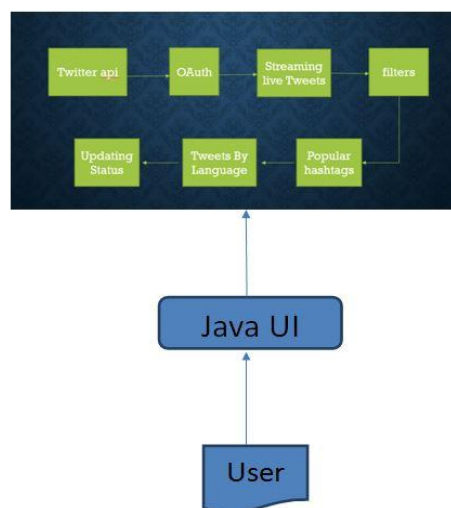 Twitter api
OAuth
Streaming
live Tweets
filters
Updating
Status
Tweets By
Language
Popular
hashtags
Java UI
User